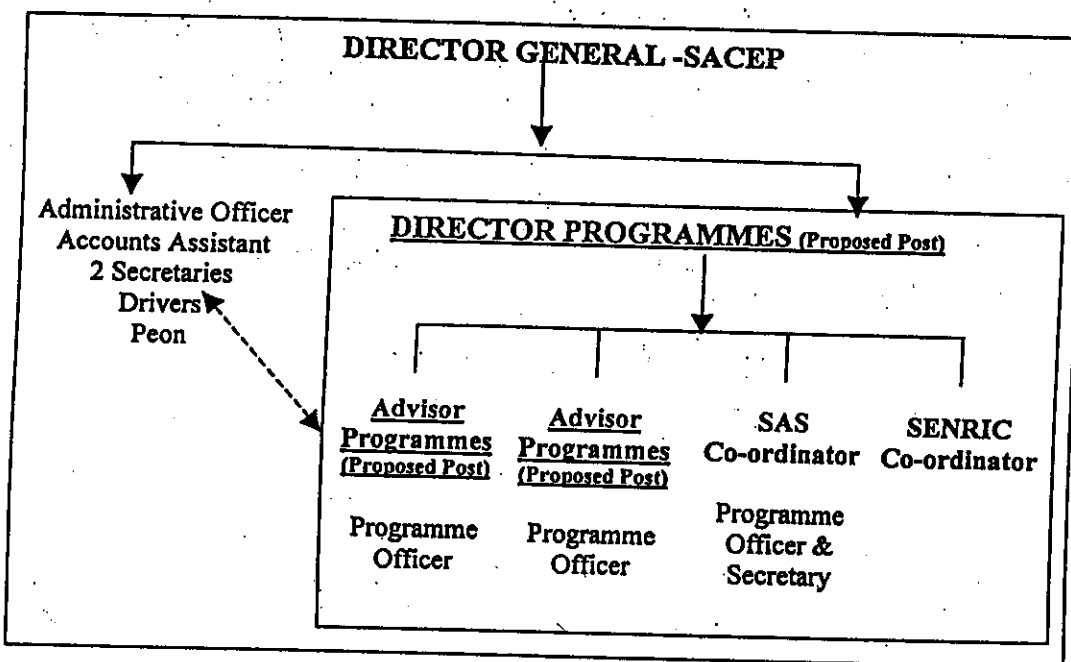 DIRECTOR GENERAL -SACEP
Administrative Officer
Accounts Assistant
2 Secretaries
Drivers
Peon
DIRECTOR PROGRAMMES (Proposed Post)
Advisor
Programmes
(Proposed Post)
Programme
Officer
Advisor
Programmes
(Proposed Post)
Programme
Officer
SAS
Co-ordinator
Programme
Officer &
Secretary
SENRIC
Co-ordinator